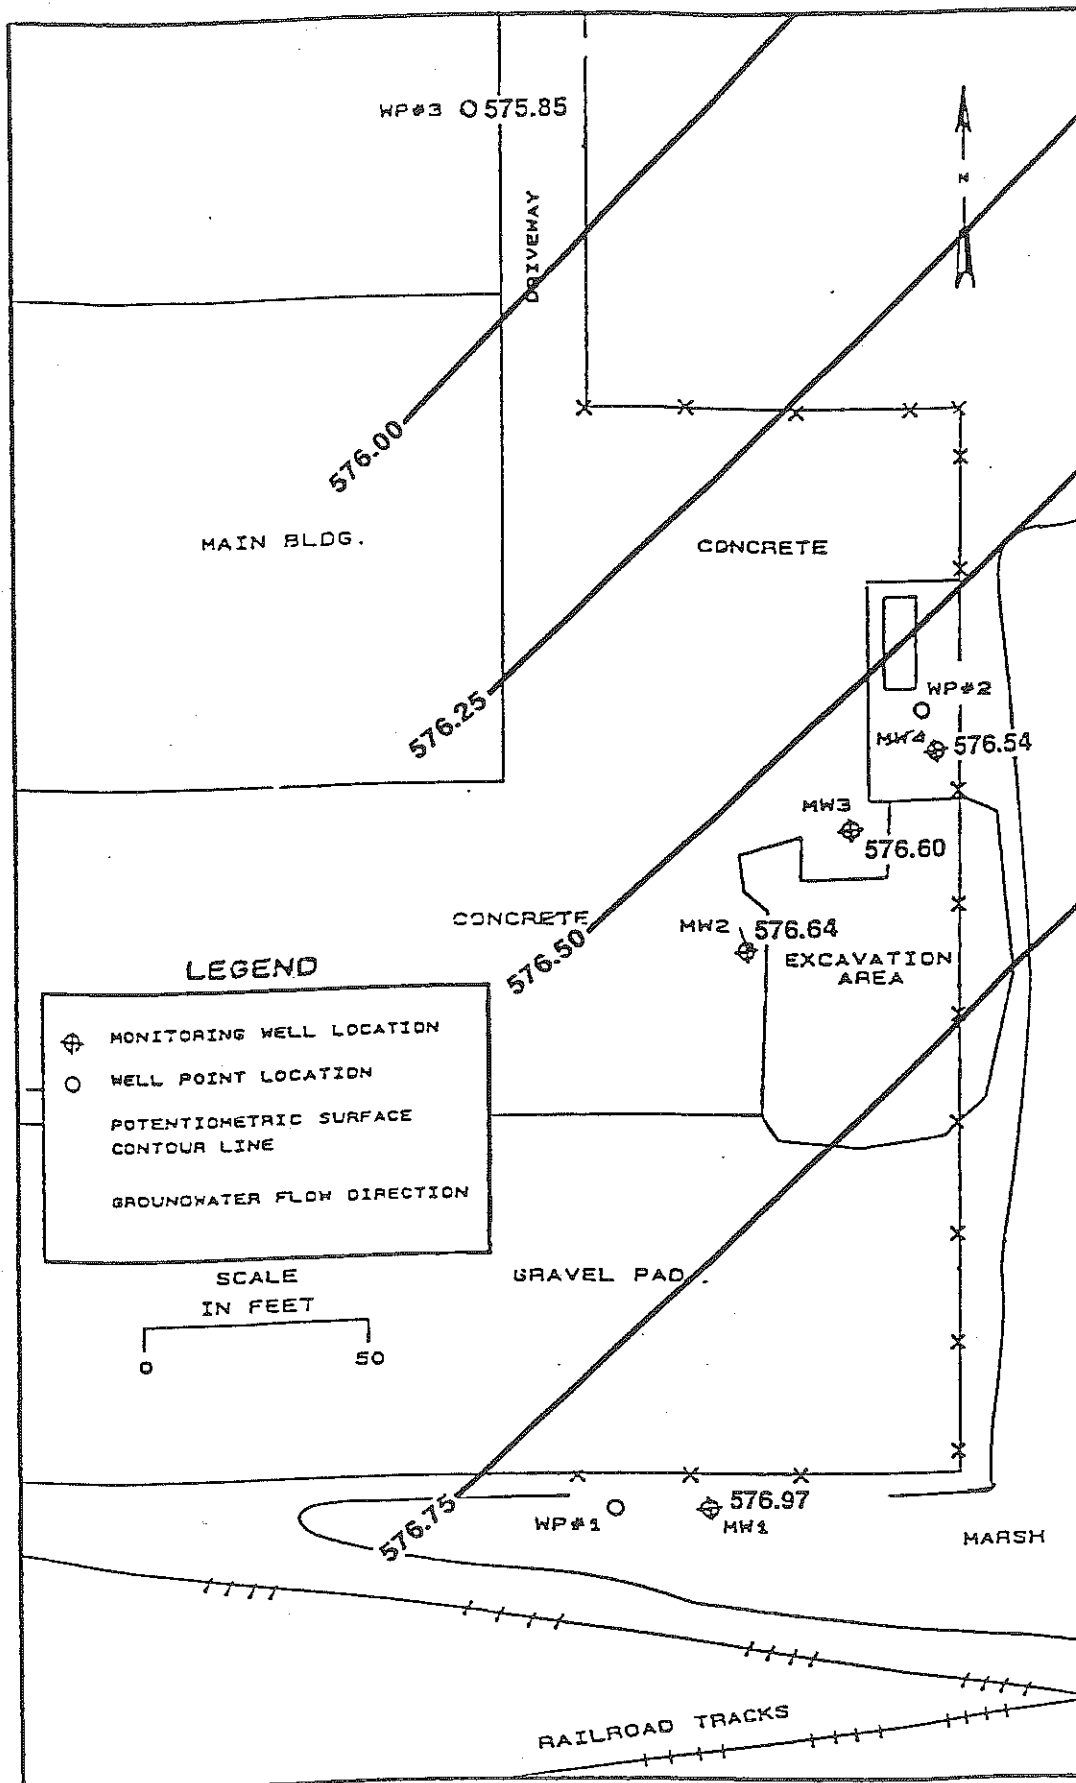 WP#3 575.85
N
DRIVEWAY
576.00
MAIN BLDG.
CONCRETE
576.25
WP#2
MW4 576.54
MW3
576.60
CONCRETE
MW2 576.64
576.50
EXCAVATION
AREA
LEGEND
MONITORING WELL LOCATION
WELL POINT LOCATION
POTENTIOMETRIC SURFACE
CONTOUR LINE
GROUNDWATER FLOW DIRECTION
SCALE
IN FEET
0 50
GRAVEL PAD
576.75
WP#1
576.97
MW1
MARSH
RAILROAD TRACKS